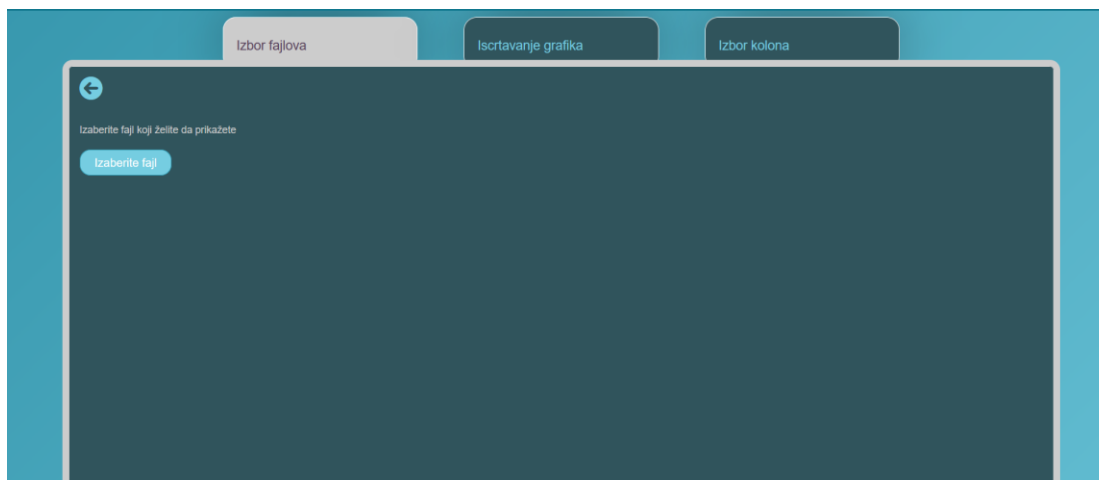 Izbor fajlova
Iscrtavanje grafika
Izbor kolona
Izaberite fajl koji želite da prikažete
Izaberite fajl